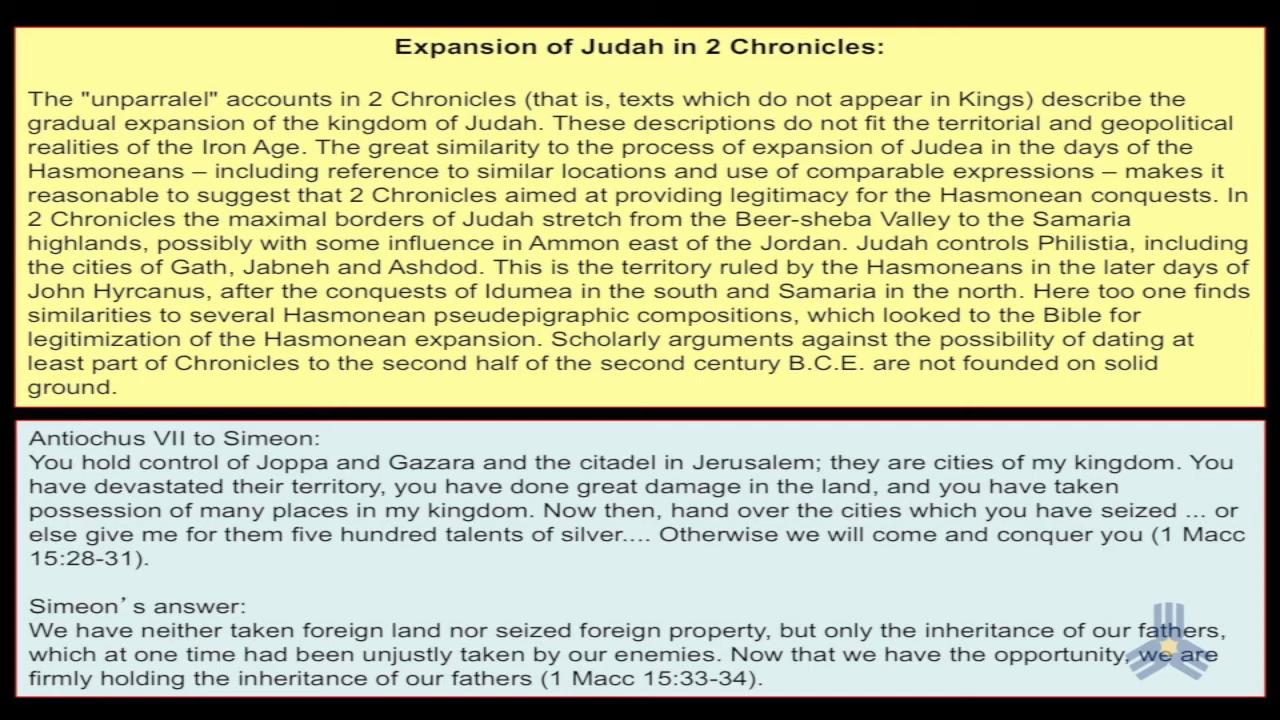 Expansion of Judah in 2 Chronicles:
The "unparralel" accounts in 2 Chronicles (that is, texts which do not appear in Kings) describe the
gradual expansion of the kingdom of Judah. These descriptions do not fit the territorial and geopolitical
realities of the Iron Age. The great similarity to the process of expansion of Judea in the days of the
Hasmoneans – including reference to similar locations and use of comparable expressions – makes it
reasonable to suggest that 2 Chronicles aimed at providing legitimacy for the Hasmonean conquests. In
2 Chronicles the maximal borders of Judah stretch from the Beer-sheba Valley to the Samaria
highlands, possibly with some influence in Ammon east of the Jordan. Judah controls Philistia, including
the cities of Gath, Jabneh and Ashdod. This is the territory ruled by the Hasmoneans in the later days of
John Hyrcanus, after the conquests of Idumea in the south and Samaria in the north. Here too one finds
similarities to several Hasmonean pseudepigraphic compositions, which looked to the Bible for
legitimization of the Hasmonean expansion. Scholarly arguments against the possibility of dating at
least part of Chronicles to the second half of the second century B.C.E. are not founded on solid
ground.
Antiochus VII to Simeon:
You hold control of Joppa and Gazara and the citadel in Jerusalem; they are cities of my kingdom. You
have devastated their territory, you have done great damage in the land, and you have taken
possession of many places in my kingdom. Now then, hand over the cities which you have seized ... or
else give me for them five hundred talents of silver.... Otherwise we will come and conquer you (1 Macc
15:28-31).
Simeon’s answer:
We have neither taken foreign land nor seized foreign property, but only the inheritance of our fathers,
which at one time had been unjustly taken by our enemies. Now that we have the opportunity, we are
firmly holding the inheritance of our fathers (1 Macc 15:33-34).